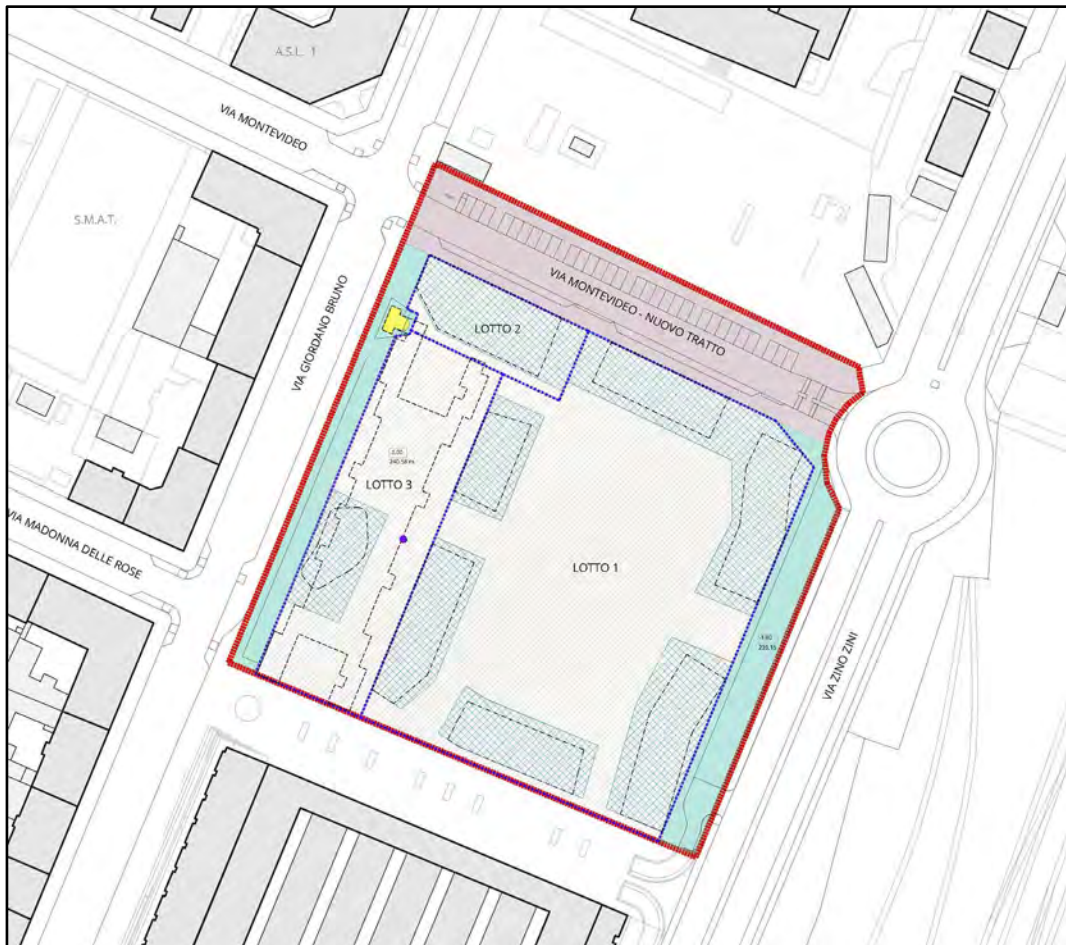 A.S.L. 1
VIA MONTEVIDEO
S.M.A.T.
VIA GIORDANO BRUNO
VIA MONTEVIDEO - NUOVO TRATTO
LOTTO 2
LOTTO 3
LOTTO 1
VIA MADONNA DELLE ROSE
VIA ZINO ZINI